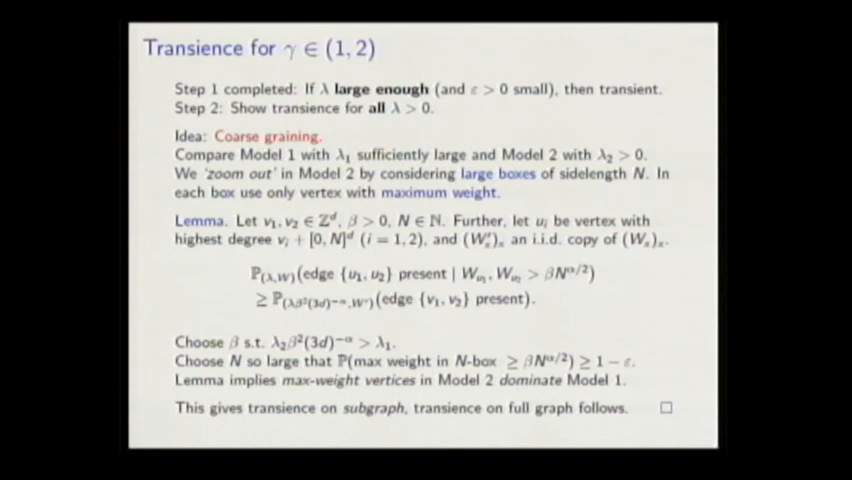 Transience for γ ∈ (1, 2)
Step 1 completed: If λ large enough (and ε > 0 small), then transient.
Step 2: Show transience for all λ > 0.
Idea: Coarse graining.
Compare Model 1 with λ₁ sufficiently large and Model 2 with λ₂ > 0.
We 'zoom out' in Model 2 by considering large boxes of sidelength N. In
each box use only vertex with maximum weight.
Lemma. Let v₁, v₂ ∈ ℤᵈ, β > 0, N ∈ ℕ. Further, let uᵢ be vertex with
highest degree vᵢ + [0, N]ᵈ (i = 1, 2), and (W′ₓ)ₓ an i.i.d. copy of (Wₓ)ₓ.
ℙ_(λ,W)(edge {u₁, u₂} present | W_u₁, W_u₂ > βN^(α/2))
≥ ℙ_(λβ²(3d)^−α,W′)(edge {v₁, v₂} present).
Choose β s.t. λ₂β²(3d)^−α > λ₁.
Choose N so large that ℙ(max weight in N-box ≥ βN^(α/2)) ≥ 1 − ε.
Lemma implies max-weight vertices in Model 2 dominate Model 1.
This gives transience on subgraph, transience on full graph follows. □